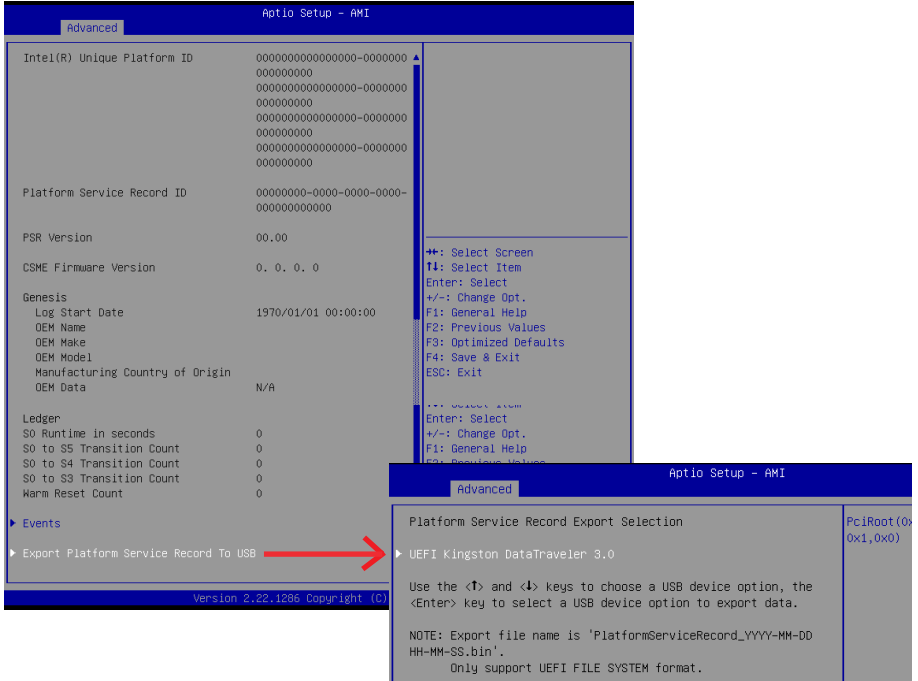 Aptio Setup – AMI
Advanced
Intel(R) Unique Platform ID 0000000000000000-0000000
000000000
0000000000000000-0000000
000000000
0000000000000000-0000000
000000000
0000000000000000-0000000
000000000
Platform Service Record ID 00000000-0000-0000-0000-
000000000000
PSR Version 00.00
CSME Firmware Version 0. 0. 0. 0
Genesis
Log Start Date 1970/01/01 00:00:00
OEM Name
OEM Make
OEM Model
Manufacturing Country of Origin
OEM Data N/A
Ledger
S0 Runtime in seconds 0
S0 to S5 Transition Count 0
S0 to S4 Transition Count 0
S0 to S3 Transition Count 0
Warm Reset Count 0
Events
Export Platform Service Record To USB
→←: Select Screen
↑↓: Select Item
Enter: Select
+/-: Change Opt.
F1: General Help
F2: Previous Values
F3: Optimized Defaults
F4: Save & Exit
ESC: Exit
Enter: Select
+/-: Change Opt.
F1: General Help
Version 2.22.1286 Copyright (C)
Aptio Setup – AMI
Advanced
Platform Service Record Export Selection
UEFI Kingston DataTraveler 3.0
Use the <↑> and <↓> keys to choose a USB device option, the
<Enter> key to select a USB device option to export data.
NOTE: Export file name is 'PlatformServiceRecord_YYYY-MM-DD
HH-MM-SS.bin'.
Only support UEFI FILE SYSTEM format.
PciRoot(0x
0x1,0x0)